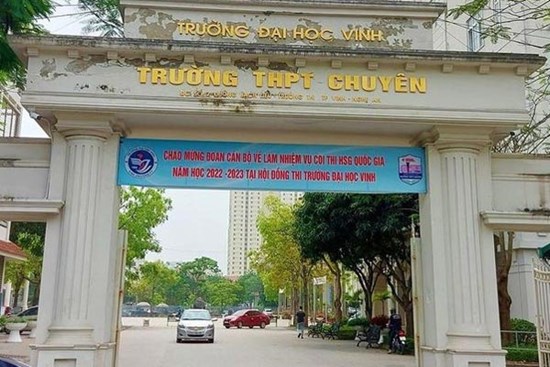 TRƯỜNG ĐẠI HỌC VINH
TRƯỜNG THPT CHUYÊN
CHÀO MỪNG ĐOÀN CÁN BỘ VỀ LÀM NHIỆM VỤ COI THI HSG QUỐC GIA
NĂM HỌC 2022 -2023 TẠI HỘI ĐỒNG THI TRƯỜNG ĐẠI HỌC VINH